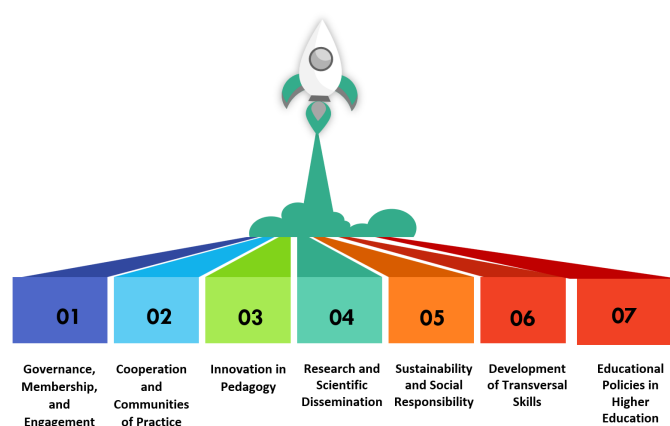 01
02
03
04
05
06
07
Governance,
Membership,
and
Engagement
Cooperation
and
Communities
of Practice
Innovation in
Pedagogy
Research and
Scientific
Dissemination
Sustainability
and Social
Responsibility
Development
of Transversal
Skills
Educational
Policies in
Higher
Education